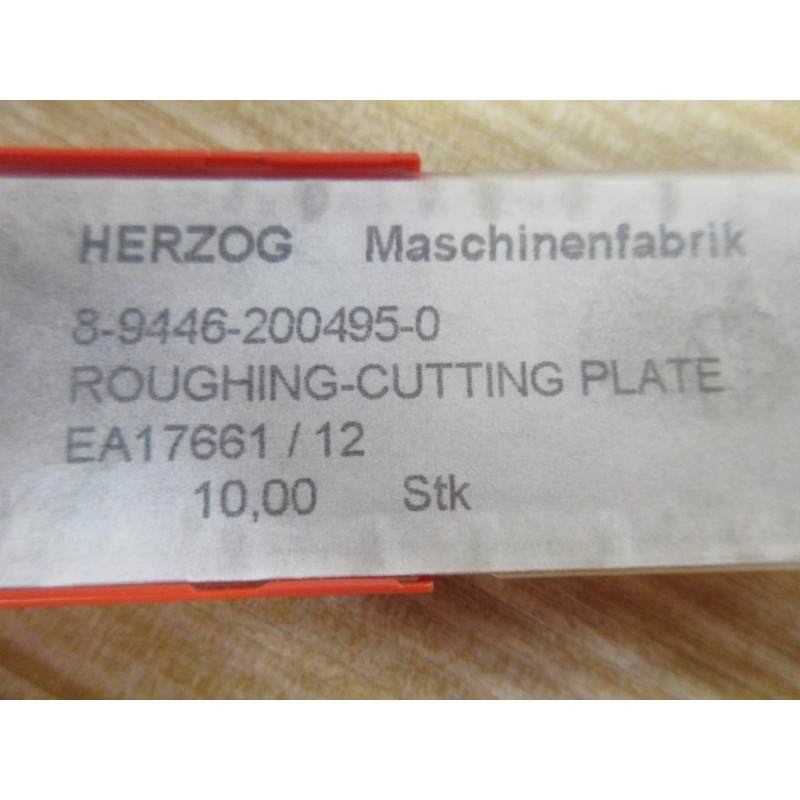 HERZOG Maschinenfabrik
8-9446-200495-0
ROUGHING-CUTTING PLATE
EA17661 / 12
10,00 Stk